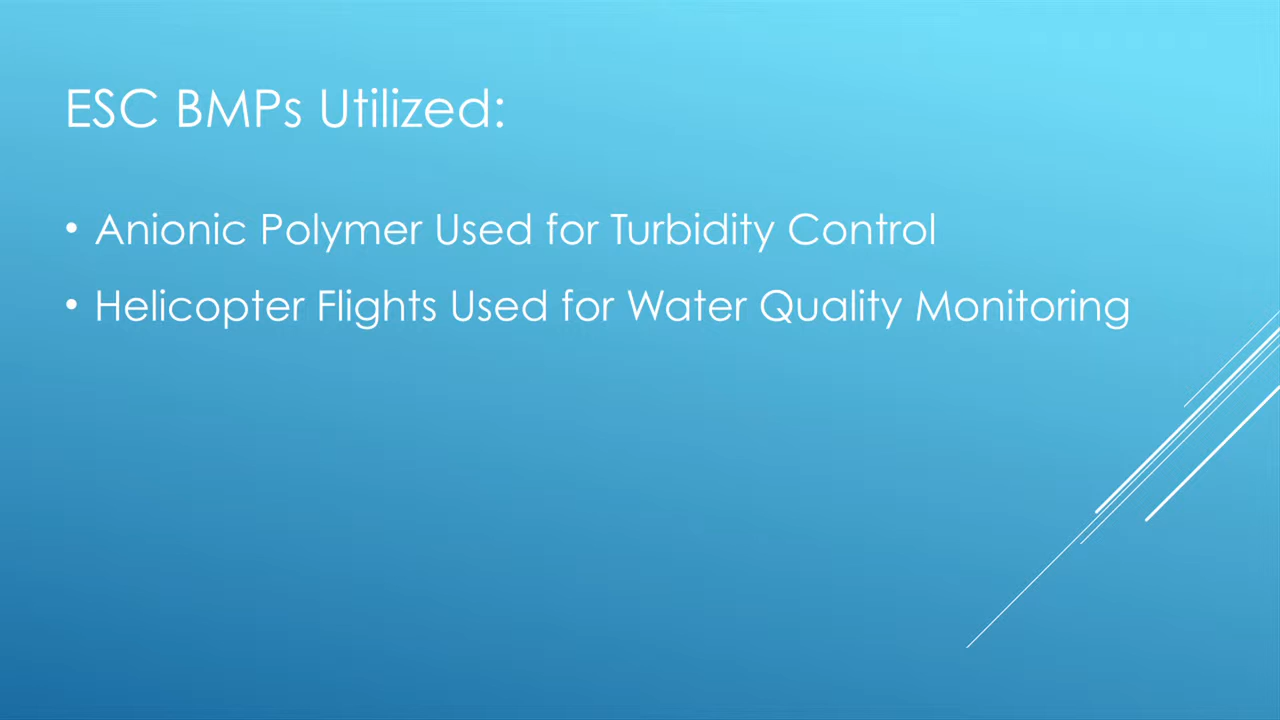 ESC BMPs Utilized:
• Anionic Polymer Used for Turbidity Control
• Helicopter Flights Used for Water Quality Monitoring